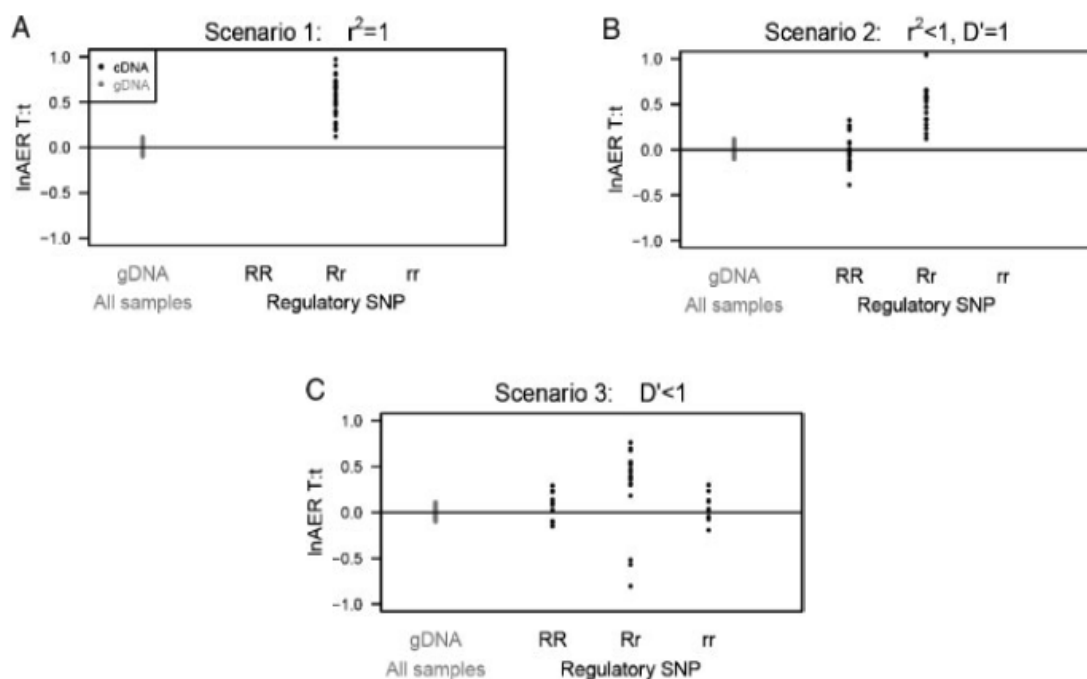 A
Scenario 1: r²=1
cDNA
gDNA
1.0
0.5
0.0
−0.5
−1.0
lnAER T:t
gDNA RR Rr rr
All samples Regulatory SNP
B
Scenario 2: r²<1, D'=1
1.0
0.5
0.0
−0.5
−1.0
lnAER T:t
gDNA RR Rr rr
All samples Regulatory SNP
C
Scenario 3: D'<1
1.0
0.5
0.0
−0.5
−1.0
lnAER T:t
gDNA RR Rr rr
All samples Regulatory SNP